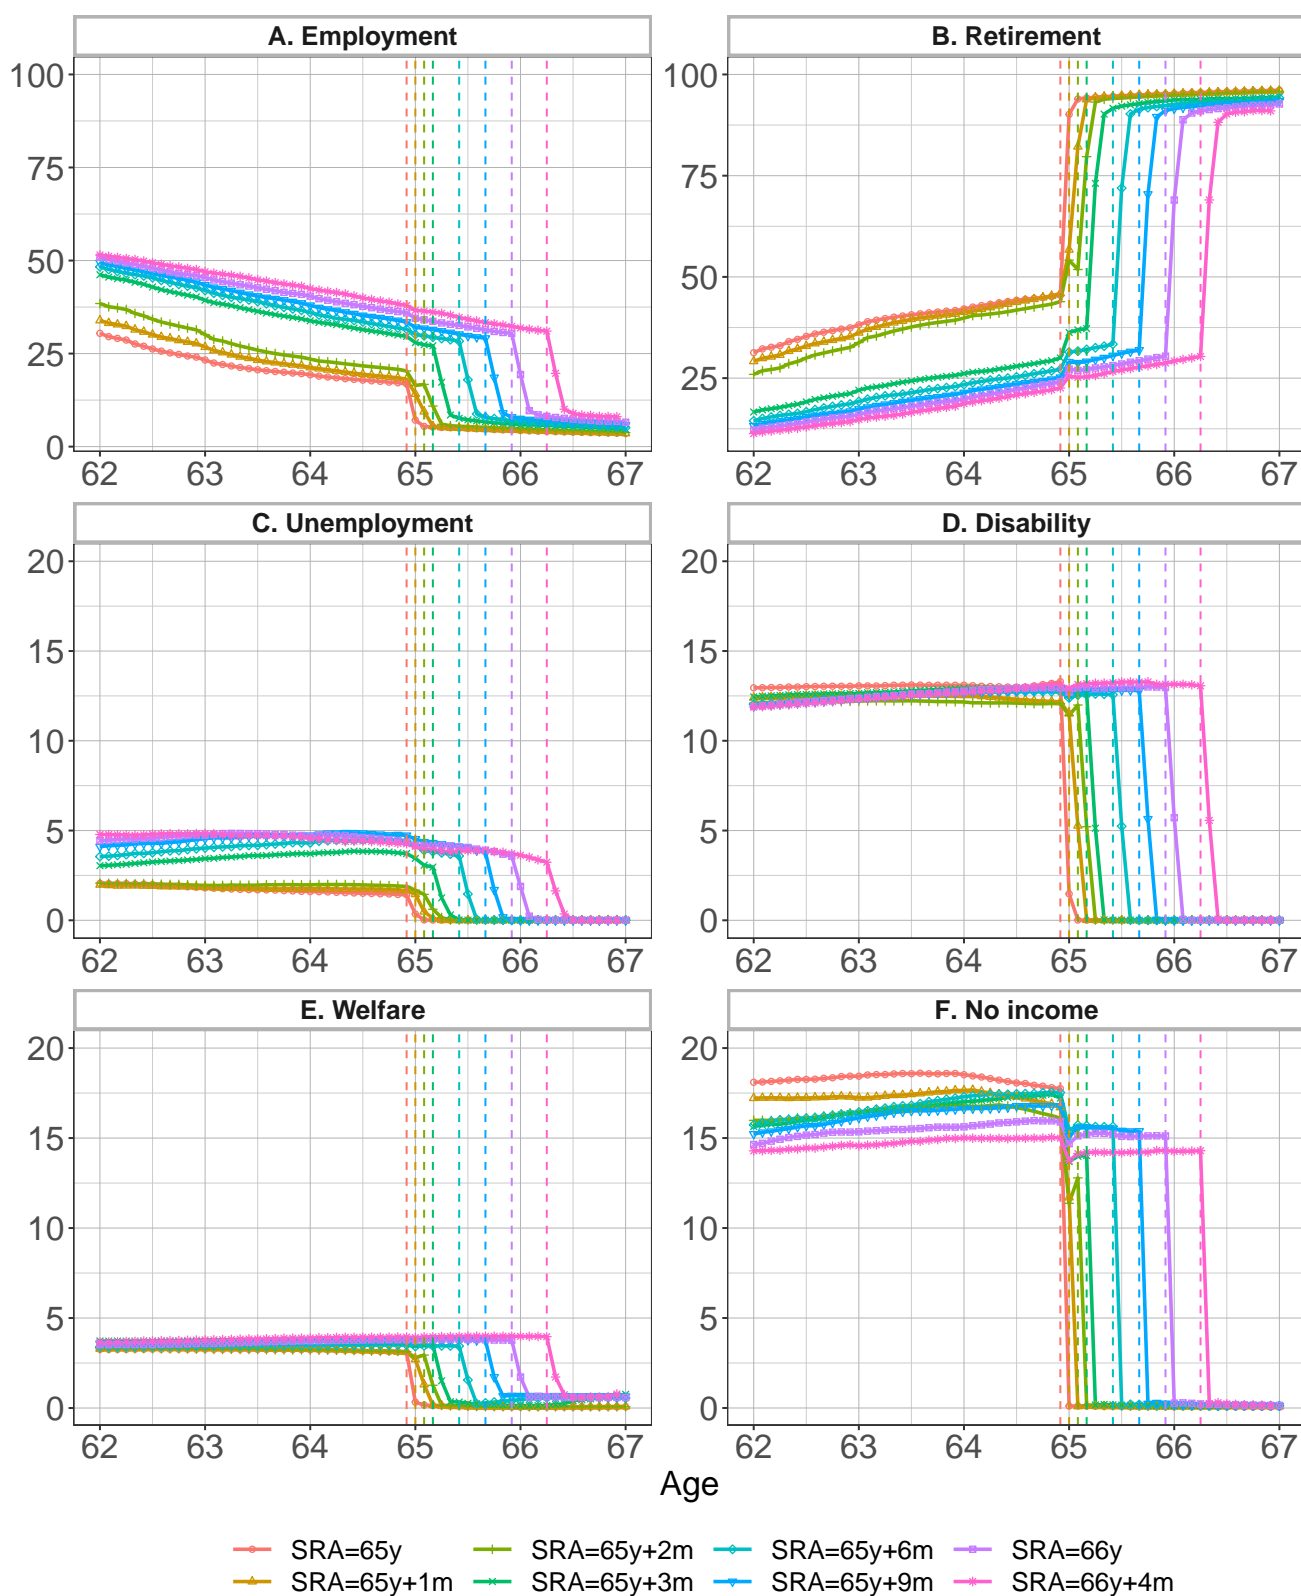 A. Employment
B. Retirement
100
75
50
25
0
62 63 64 65 66 67
100
75
50
25
62 63 64 65 66 67
C. Unemployment
D. Disability
20
15
10
5
0
62 63 64 65 66 67
20
15
10
5
0
62 63 64 65 66 67
E. Welfare
F. No income
20
15
10
5
0
62 63 64 65 66 67
20
15
10
5
0
62 63 64 65 66 67
Age
SRA=65y SRA=65y+2m SRA=65y+6m SRA=66y
SRA=65y+1m SRA=65y+3m SRA=65y+9m SRA=66y+4m